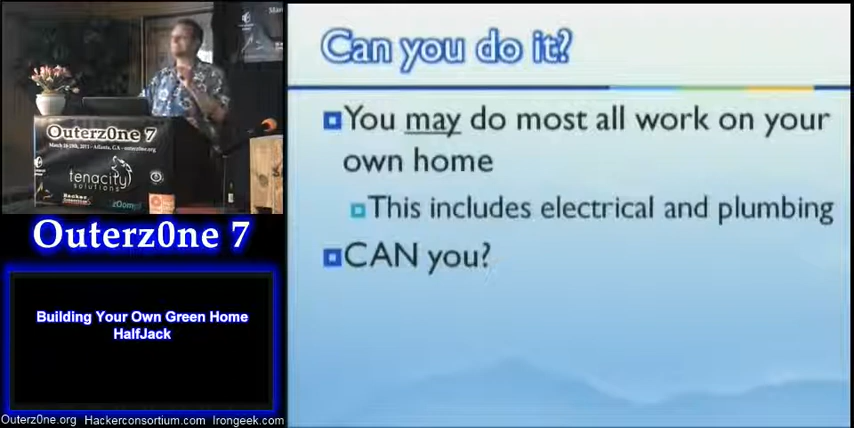 Can you do it?
You may do most all work on your
own home
This includes electrical and plumbing
CAN you?
Outerz0ne 7
tenacity
solutions
Outerz0ne 7
Building Your Own Green Home
HalfJack
Outerz0ne.org Hackerconsortium.com Irongeek.com